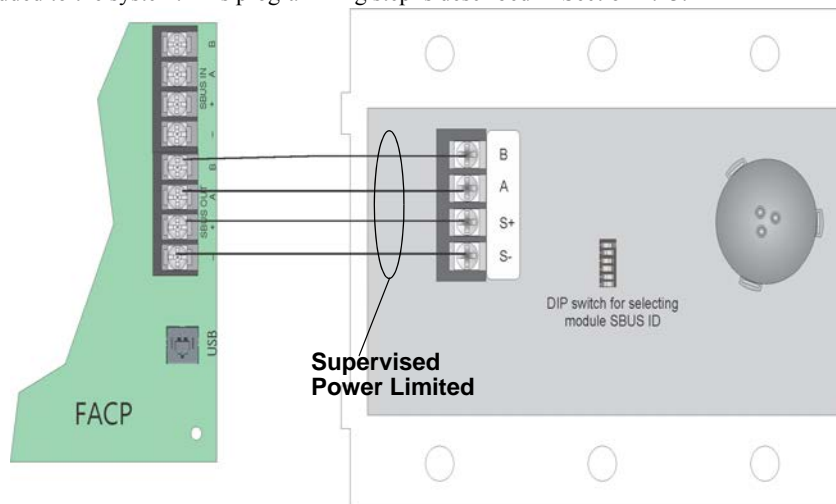 B
A
SBUS IN
+
–
B
A
SBUS OUT
+
–
USB
FACP
B
A
S+
S-
DIP switch for selecting
module SBUS ID
Supervised
Power Limited